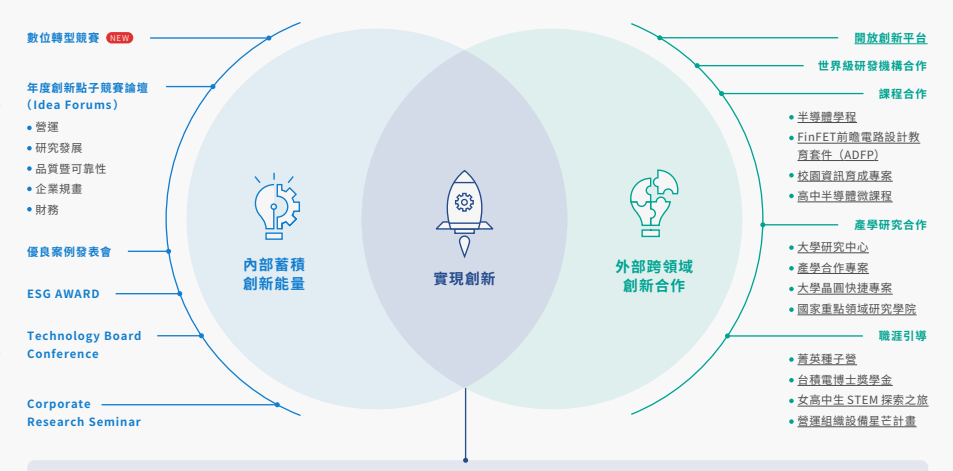 數位轉型競賽 NEW
年度創新點子競賽論壇
（Idea Forums）
營運
研究發展
品質暨可靠性
企業規畫
財務
優良案例發表會
ESG AWARD
Technology Board
Conference
Corporate
Research Seminar
內部蓄積
創新能量
實現創新
外部跨領域
創新合作
開放創新平台
世界級研發機構合作
課程合作
半導體學程
FinFET前瞻電路設計教
育套件（ADFP）
校園資訊育成專案
高中半導體微課程
產學研究合作
大學研究中心
產學合作專案
大學晶圓快捷專案
國家重點領域研究學院
職涯引導
菁英種子營
台積電博士獎學金
女高中生 STEM 探索之旅
營運組織設備星芒計畫